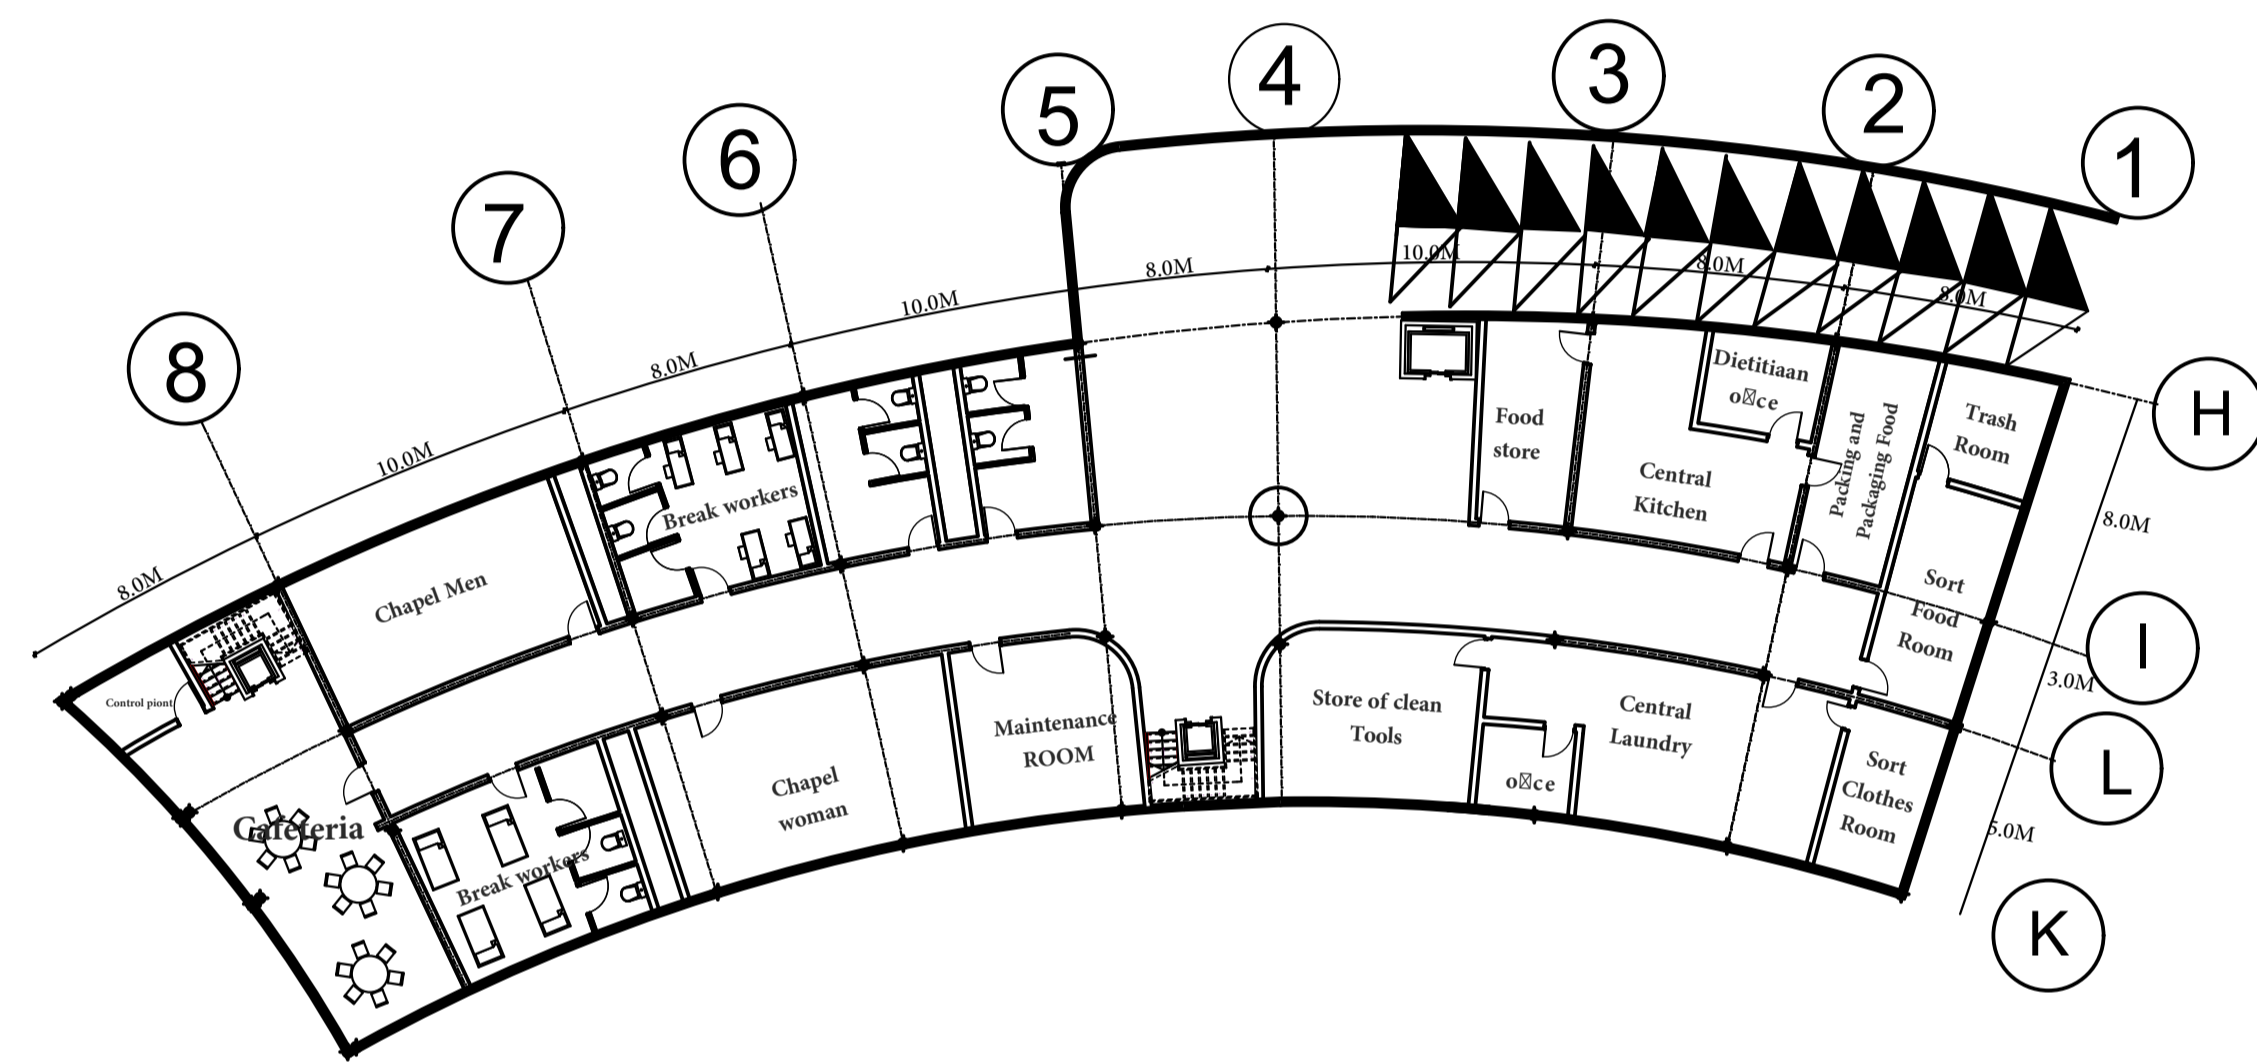 5
4
3
2
1
6
7
8
8.0M
10.0M
8.0M
10.0M
8.0M
10.0M
8.0M
8.0M
H
I
L
K
8.0M
3.0M
5.0M
Control piont
Chapel Men
Break workers
Food
store
Central
Kitchen
Dietitiaan
Packing and
Packaging Food
Trash
Room
Sort
Food
Room
Cafeteria
Break workers
Chapel
woman
Maintenance
ROOM
Store of clean
Tools
Central
Laundry
Sort
Clothes
Room